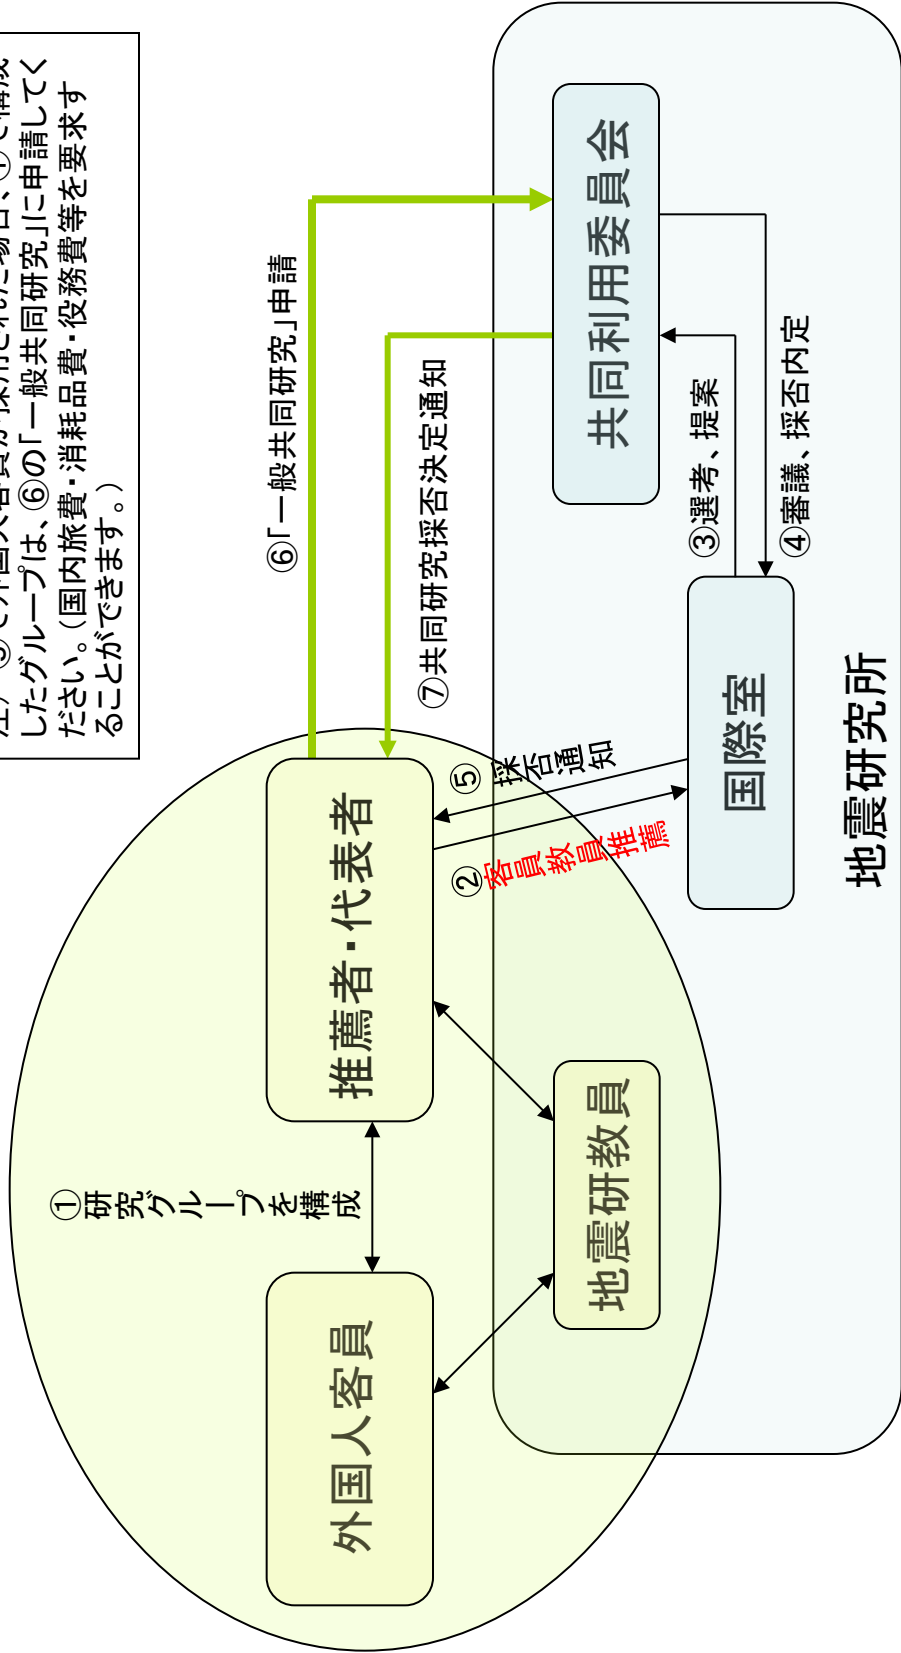 注) ⑤で外国人客員が採用された場合、①で構成
したグループは、⑥の「一般共同研究」に申請してく
ださい。(国内旅費・消耗品費・役務費等を要求す
ることができます。)
①研究グループを構成
⑥「一般共同研究」申請
外国人客員
推薦者・代表者
⑦共同研究採否決定通知
⑤ 採否通知
②客員教員推薦
地震研教員
共同利用委員会
③選考、提案
国際室
④審議、採否内定
地震研究所